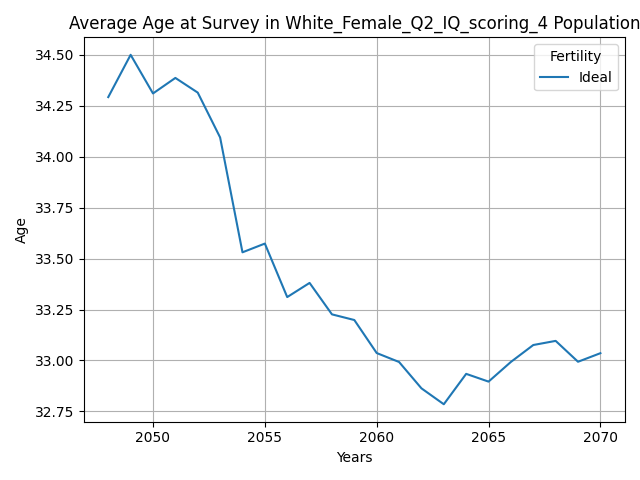 Average Age at Survey in White_Female_Q2_IQ_scoring_4 Population
Fertility
Ideal
34.50
34.25
34.00
33.75
33.50
33.25
33.00
32.75
Age
2050 2055 2060 2065 2070
Years